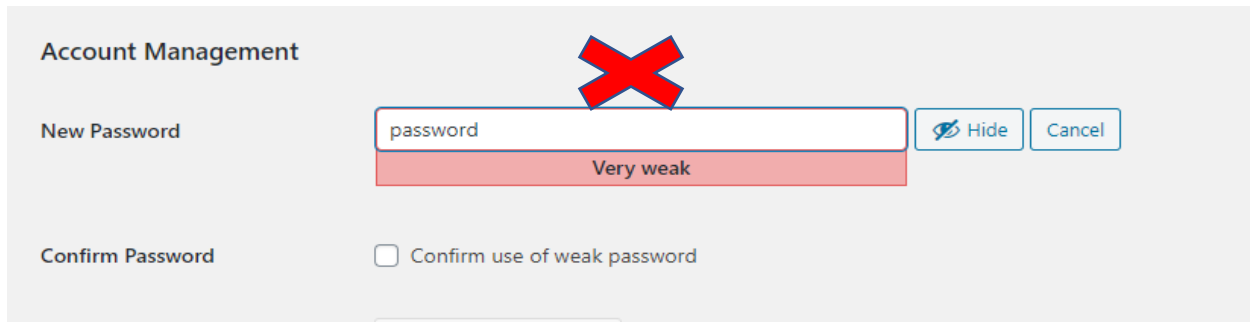 Account Management
New Password
password
Hide
Cancel
Very weak
Confirm Password
Confirm use of weak password